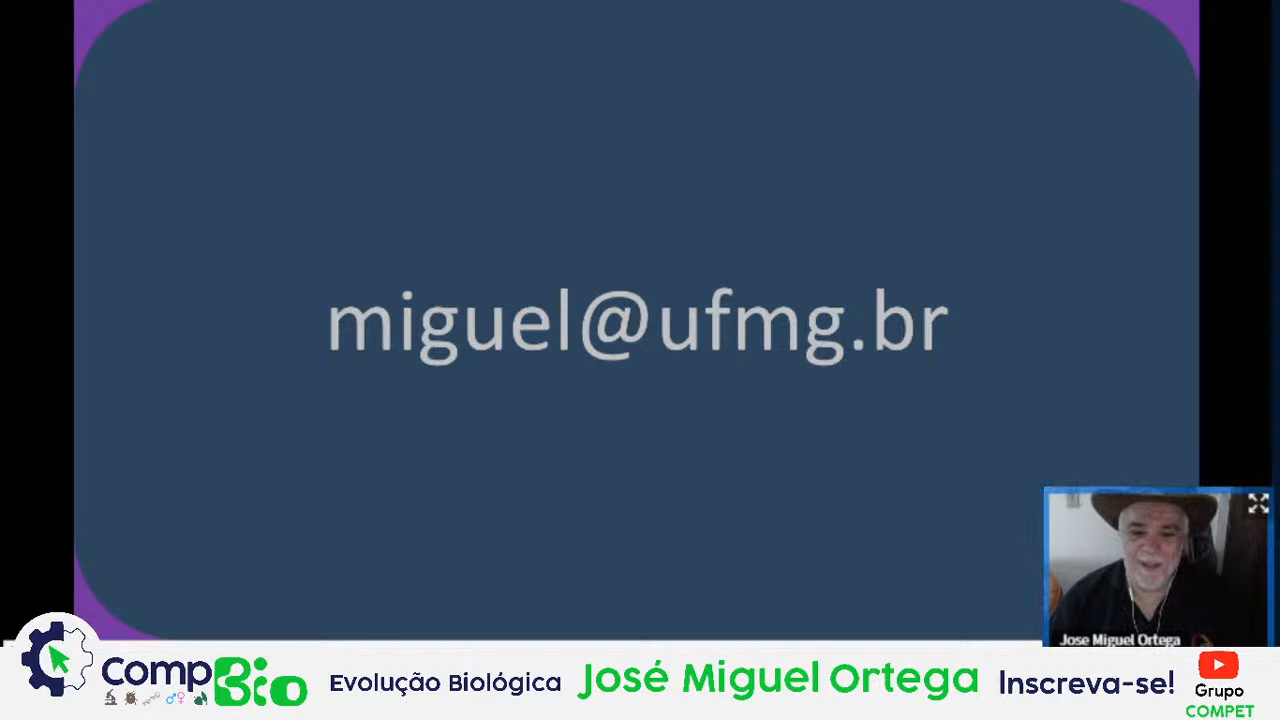 miguel@ufmg.br
Jose Miguel Ortega
CompBio
Evolução Biológica
José Miguel Ortega
Inscreva-se!
Grupo
COMPET